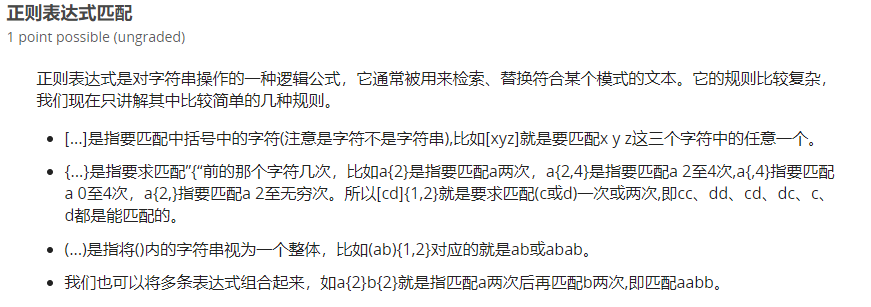 正则表达式匹配
1 point possible (ungraded)
正则表达式是对字符串操作的一种逻辑公式，它通常被用来检索、替换符合某个模式的文本。它的规则比较复杂，
我们现在只讲解其中比较简单的几种规则。
• [...]是指要匹配中括号中的字符(注意是字符不是字符串),比如[xyz]就是要匹配x y z这三个字符中的任意一个。
• {...}是指要求匹配”{“前的那个字符几次，比如a{2}是指要匹配a两次，a{2,4}是指要匹配a 2至4次,a{,4}指要匹配
a 0至4次，a{2,}指要匹配a 2至无穷次。所以[cd]{1,2}就是要求匹配(c或d)一次或两次,即cc、dd、cd、dc、c、
d都是能匹配的。
• (...)是指将()内的字符串视为一个整体，比如(ab){1,2}对应的就是ab或abab。
• 我们也可以将多条表达式组合起来，如a{2}b{2}就是指匹配a两次后再匹配b两次,即匹配aabb。